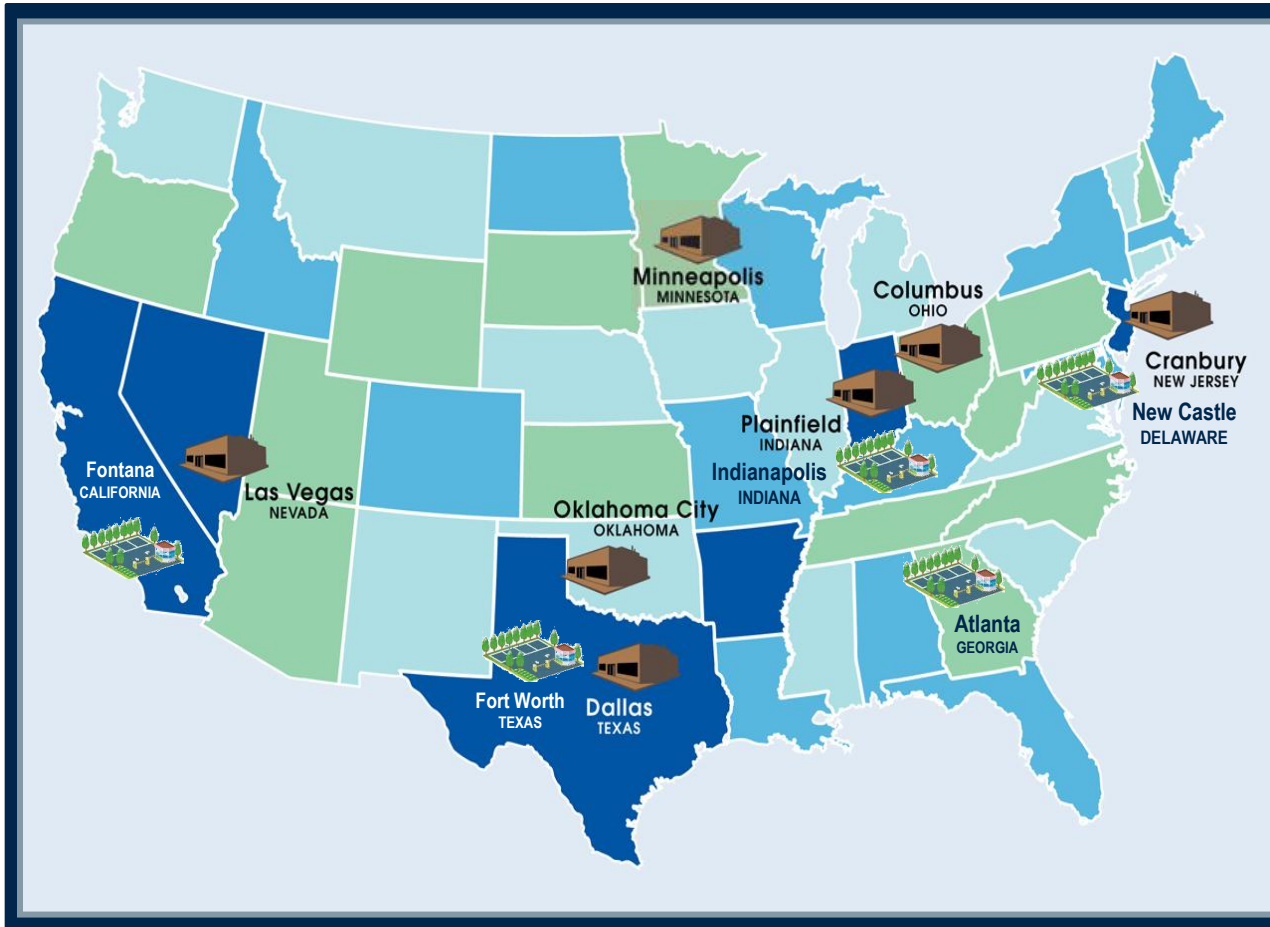 Minneapolis
MINNESOTA
Columbus
OHIO
Cranbury
NEW JERSEY
New Castle
DELAWARE
Plainfield
INDIANA
Indianapolis
INDIANA
Fontana
CALIFORNIA
Las Vegas
NEVADA
Oklahoma City
OKLAHOMA
Atlanta
GEORGIA
Fort Worth
TEXAS
Dallas
TEXAS